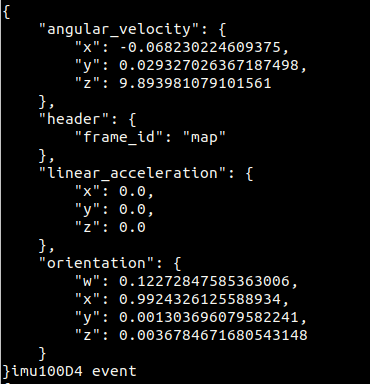 {
    "angular_velocity": {
        "x": -0.068230224609375,
        "y": 0.029327026367187498,
        "z": 9.893981079101561
    },
    "header": {
        "frame_id": "map"
    },
    "linear_acceleration": {
        "x": 0.0,
        "y": 0.0,
        "z": 0.0
    },
    "orientation": {
        "w": 0.12272847585363006,
        "x": 0.9924326125588934,
        "y": 0.001303696079582241,
        "z": 0.0036784671680543148
    }
}imu100D4 event